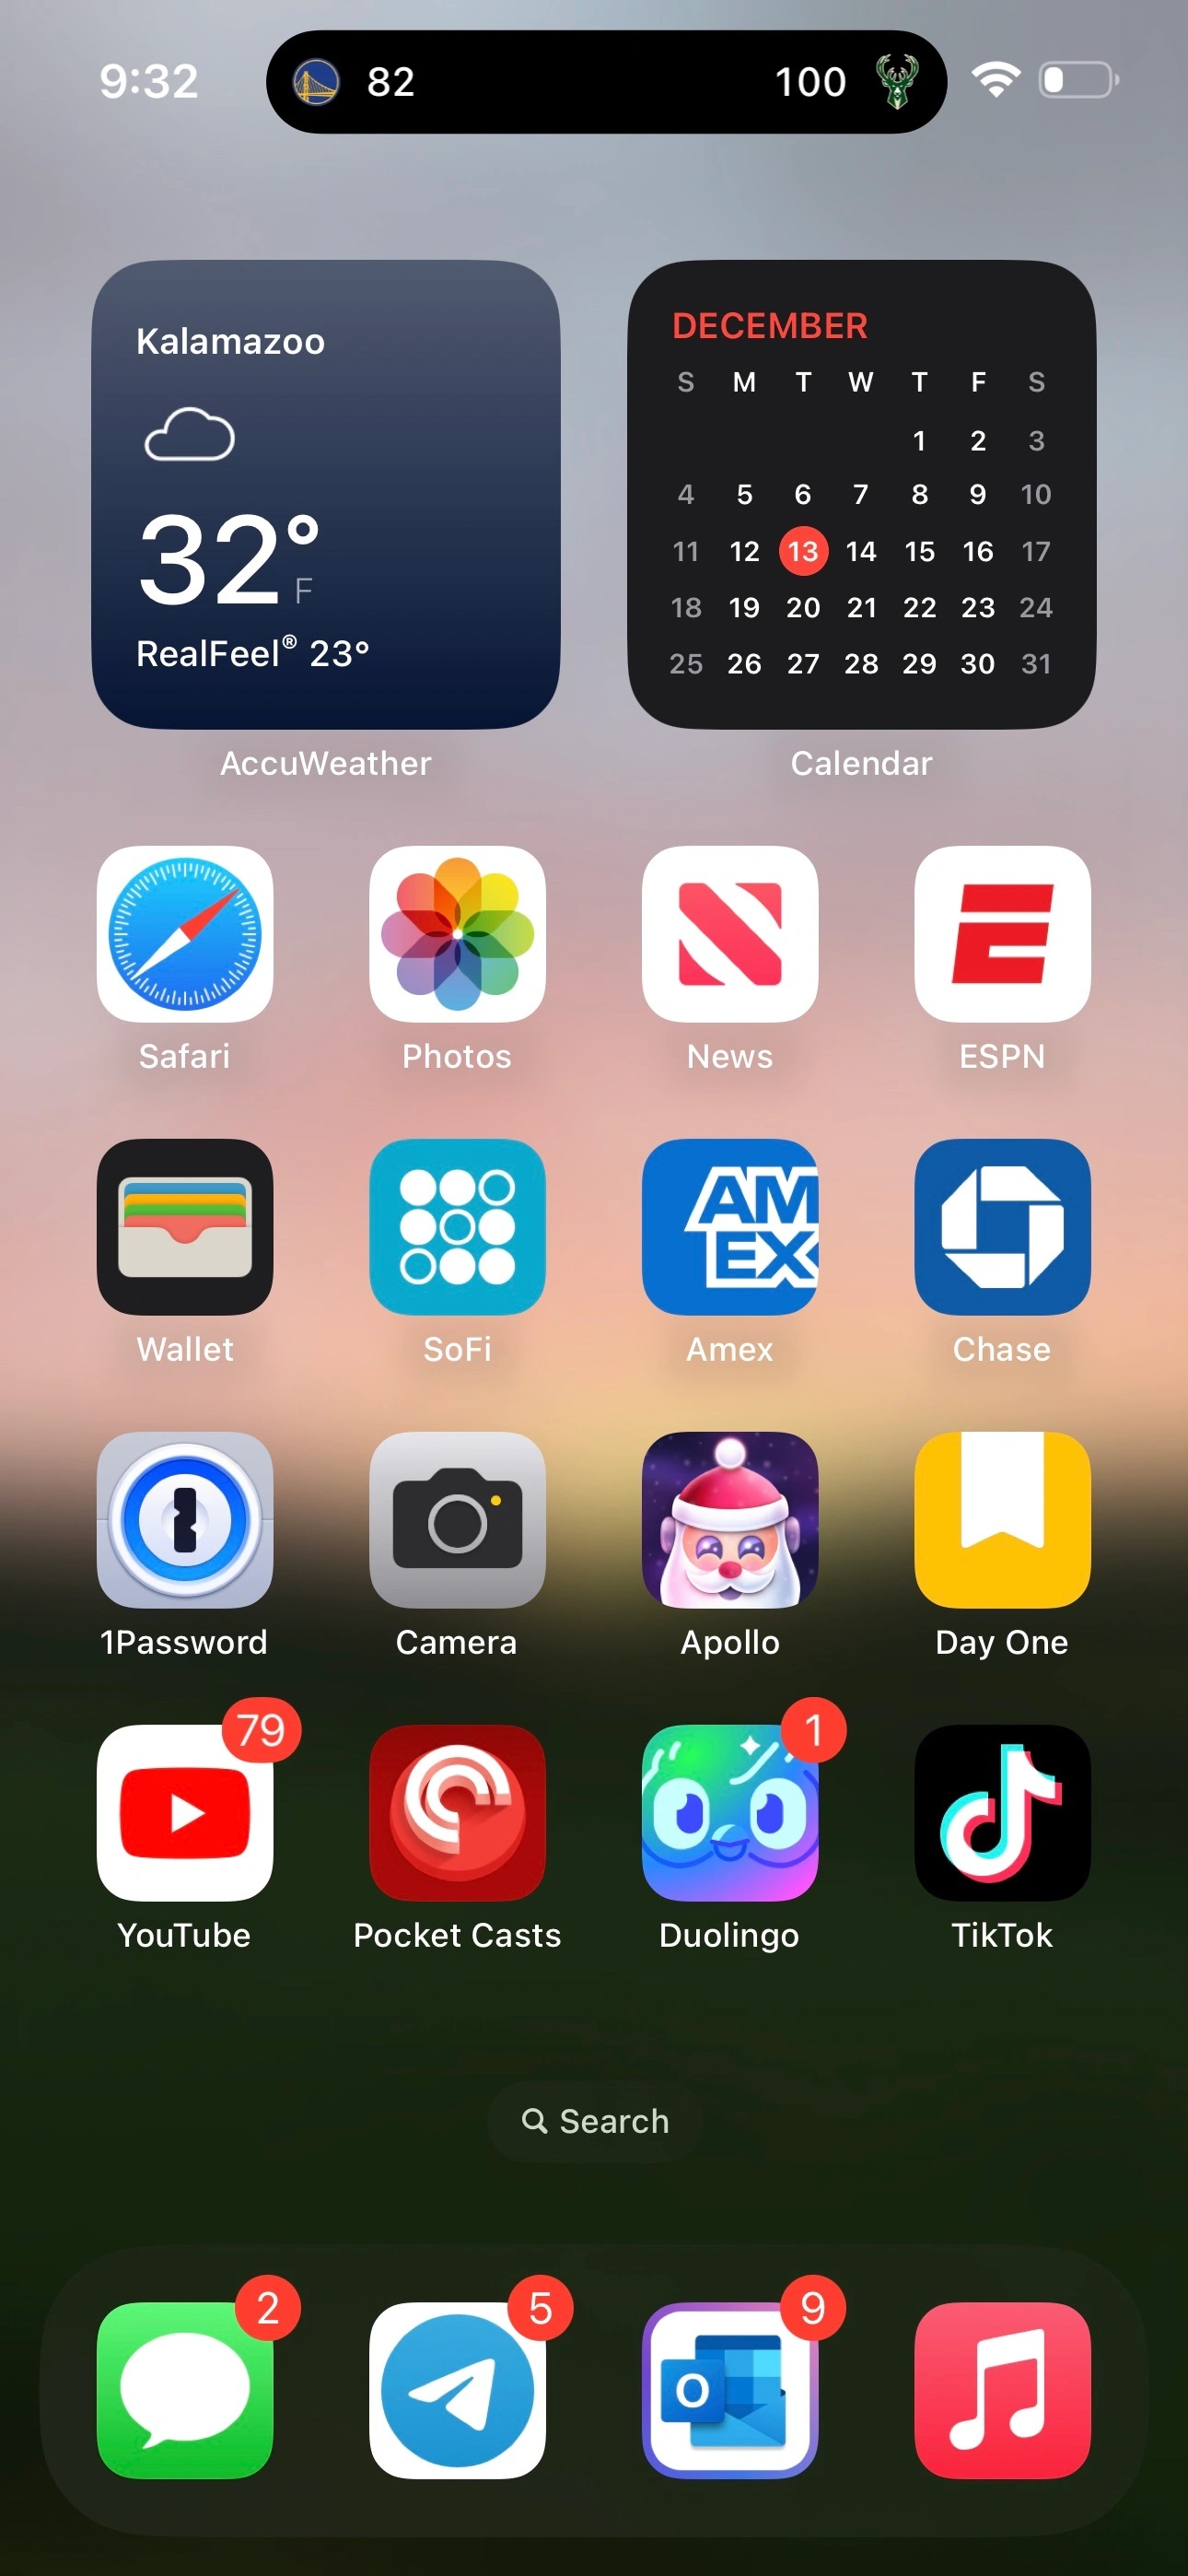 9:32 82 100
Kalamazoo
32°
F
RealFeel® 23°
AccuWeather
DECEMBER
S M T W T F S
1 2 3
4 5 6 7 8 9 10
11 12 13 14 15 16 17
18 19 20 21 22 23 24
25 26 27 28 29 30 31
Calendar
Safari Photos News ESPN
AM
EX
Wallet SoFi Amex Chase
1Password Camera Apollo Day One
79 1
YouTube Pocket Casts Duolingo TikTok
Search
2 5 9
O